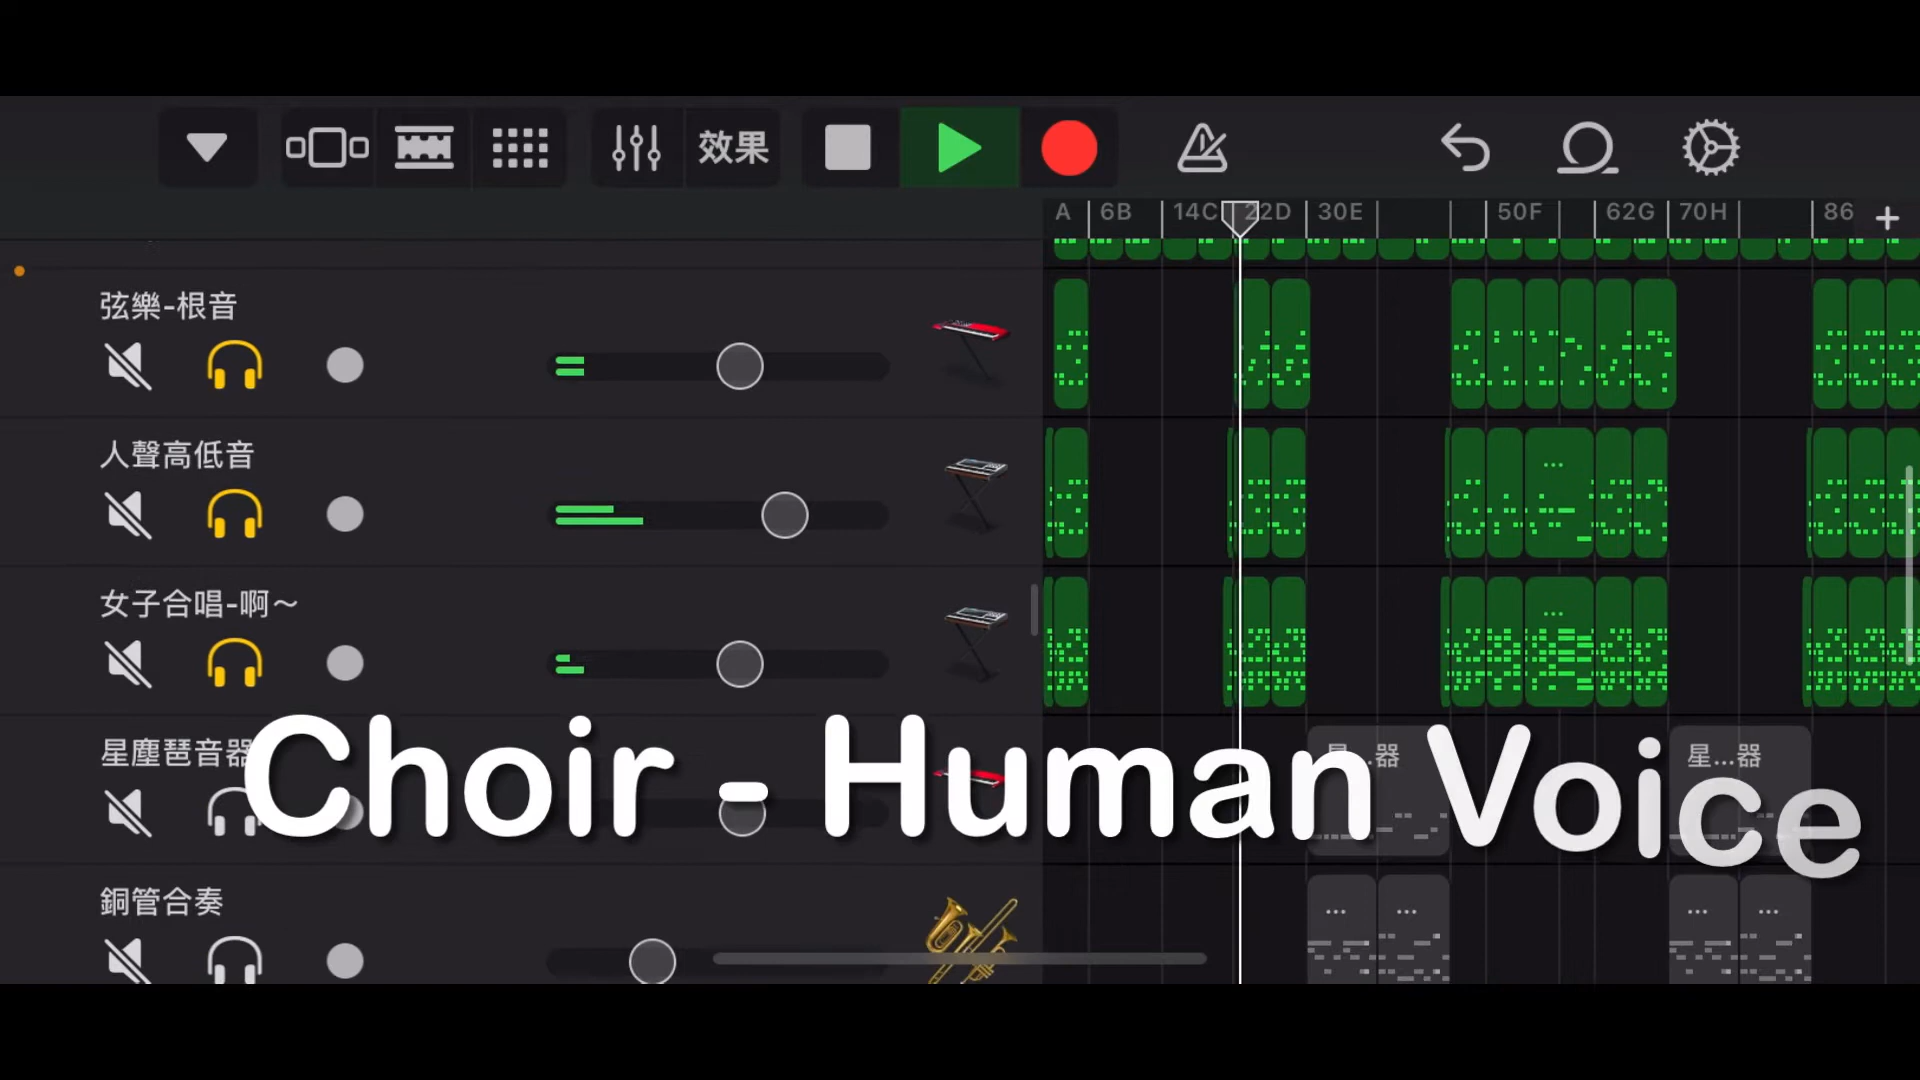 效果
A 6B 14C 22D 30E 50F 62G 70H 86 +
弦樂-根音
人聲高低音
女子合唱-啊～
星塵琶音器
星...器
Choir - Human Voice
銅管合奏